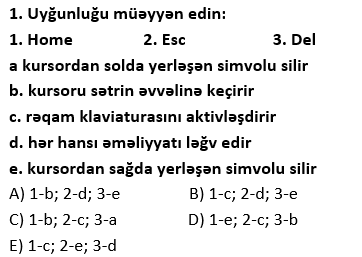 1. Uyğunluğu müəyyən edin:
1. Home 2. Esc 3. Del
a kursordan solda yerləşən simvolu silir
b. kursoru sətrin əvvəlinə keçirir
c. rəqəm klaviaturasını aktivləşdirir
d. hər hansı əməliyyatı ləğv edir
e. kursordan sağda yerləşən simvolu silir
A) 1-b; 2-d; 3-e B) 1-c; 2-d; 3-e
C) 1-b; 2-c; 3-a D) 1-e; 2-c; 3-b
E) 1-c; 2-e; 3-d